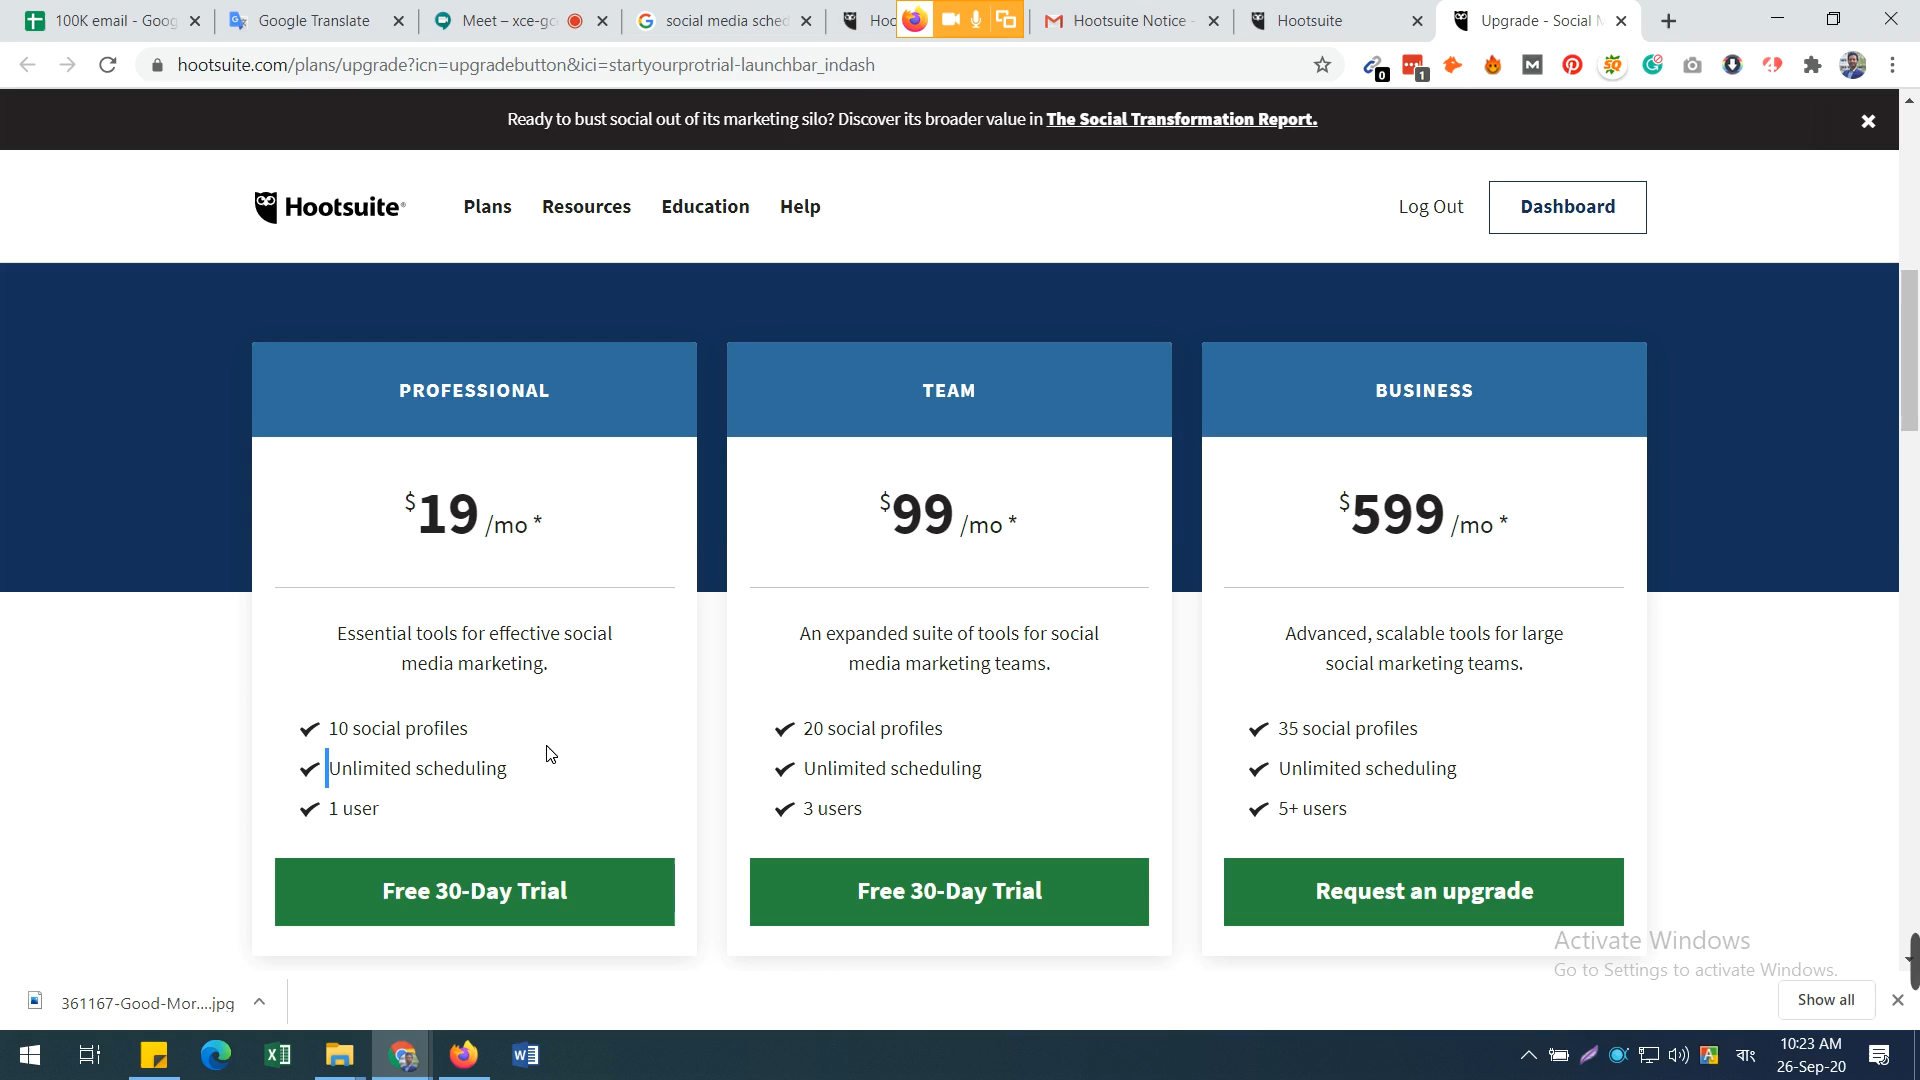 100K email - Goog
Google Translate
Meet – xce-gc
social media sched
Hoo
Hootsuite Notice -
Hootsuite
Upgrade - Social M
hootsuite.com/plans/upgrade?icn=upgradebutton&ici=startyourprotrial-launchbar_indash
0
1
Ready to bust social out of its marketing silo? Discover its broader value in The Social Transformation Report.
Hootsuite
Plans
Resources
Education
Help
Log Out
Dashboard
PROFESSIONAL
$19 /mo *
Essential tools for effective social
media marketing.
10 social profiles
Unlimited scheduling
1 user
Free 30-Day Trial
TEAM
$99 /mo *
An expanded suite of tools for social
media marketing teams.
20 social profiles
Unlimited scheduling
3 users
Free 30-Day Trial
BUSINESS
$599 /mo *
Advanced, scalable tools for large
social marketing teams.
35 social profiles
Unlimited scheduling
5+ users
Request an upgrade
Activate Windows
Go to Settings to activate Windows.
361167-Good-Mor....jpg
Show all
বাং
10:23 AM
26-Sep-20